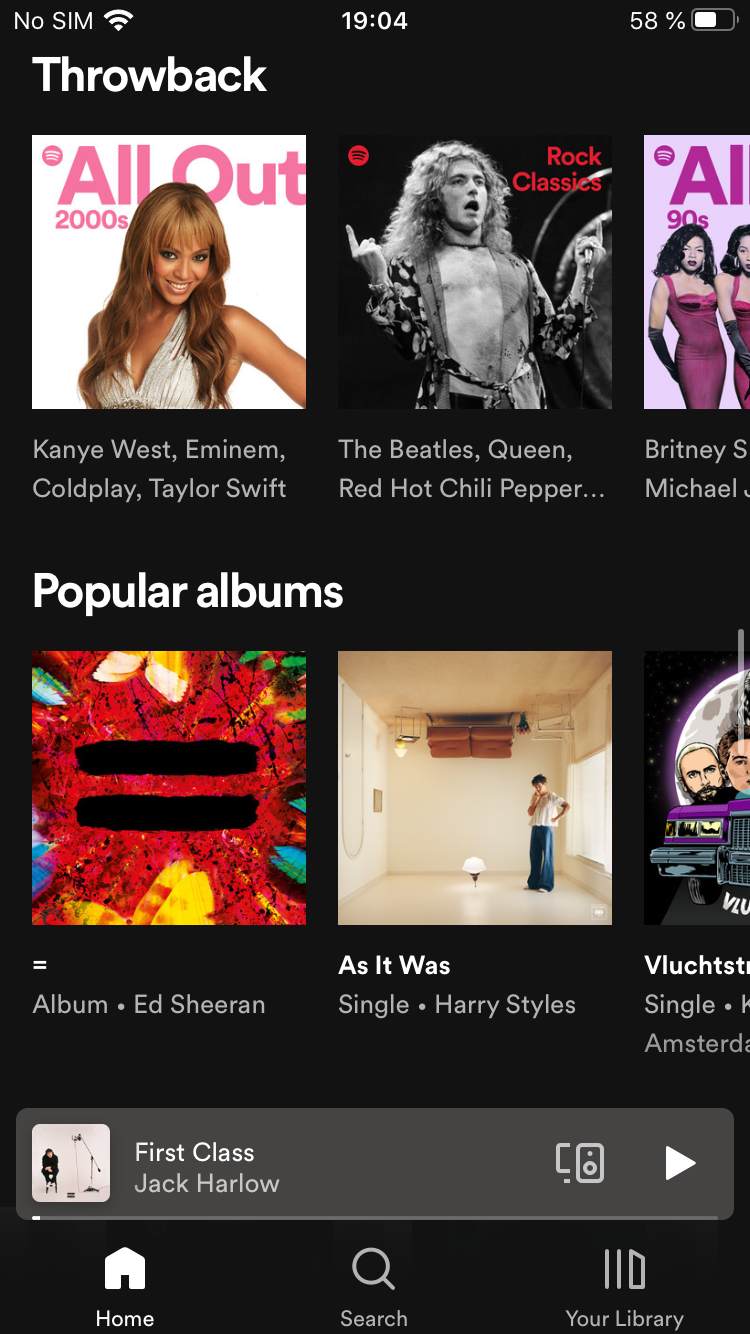 No SIM 19:04 58 %
Throwback
All Out
2000s
Rock
Classics
All
90s
Kanye West, Eminem,
Coldplay, Taylor Swift
The Beatles, Queen,
Red Hot Chili Pepper…
Britney S
Michael J
Popular albums
=
Album • Ed Sheeran
As It Was
Single • Harry Styles
VLU
Vluchtstr
Single • K
Amsterda
First Class
Jack Harlow
Home
Search
Your Library